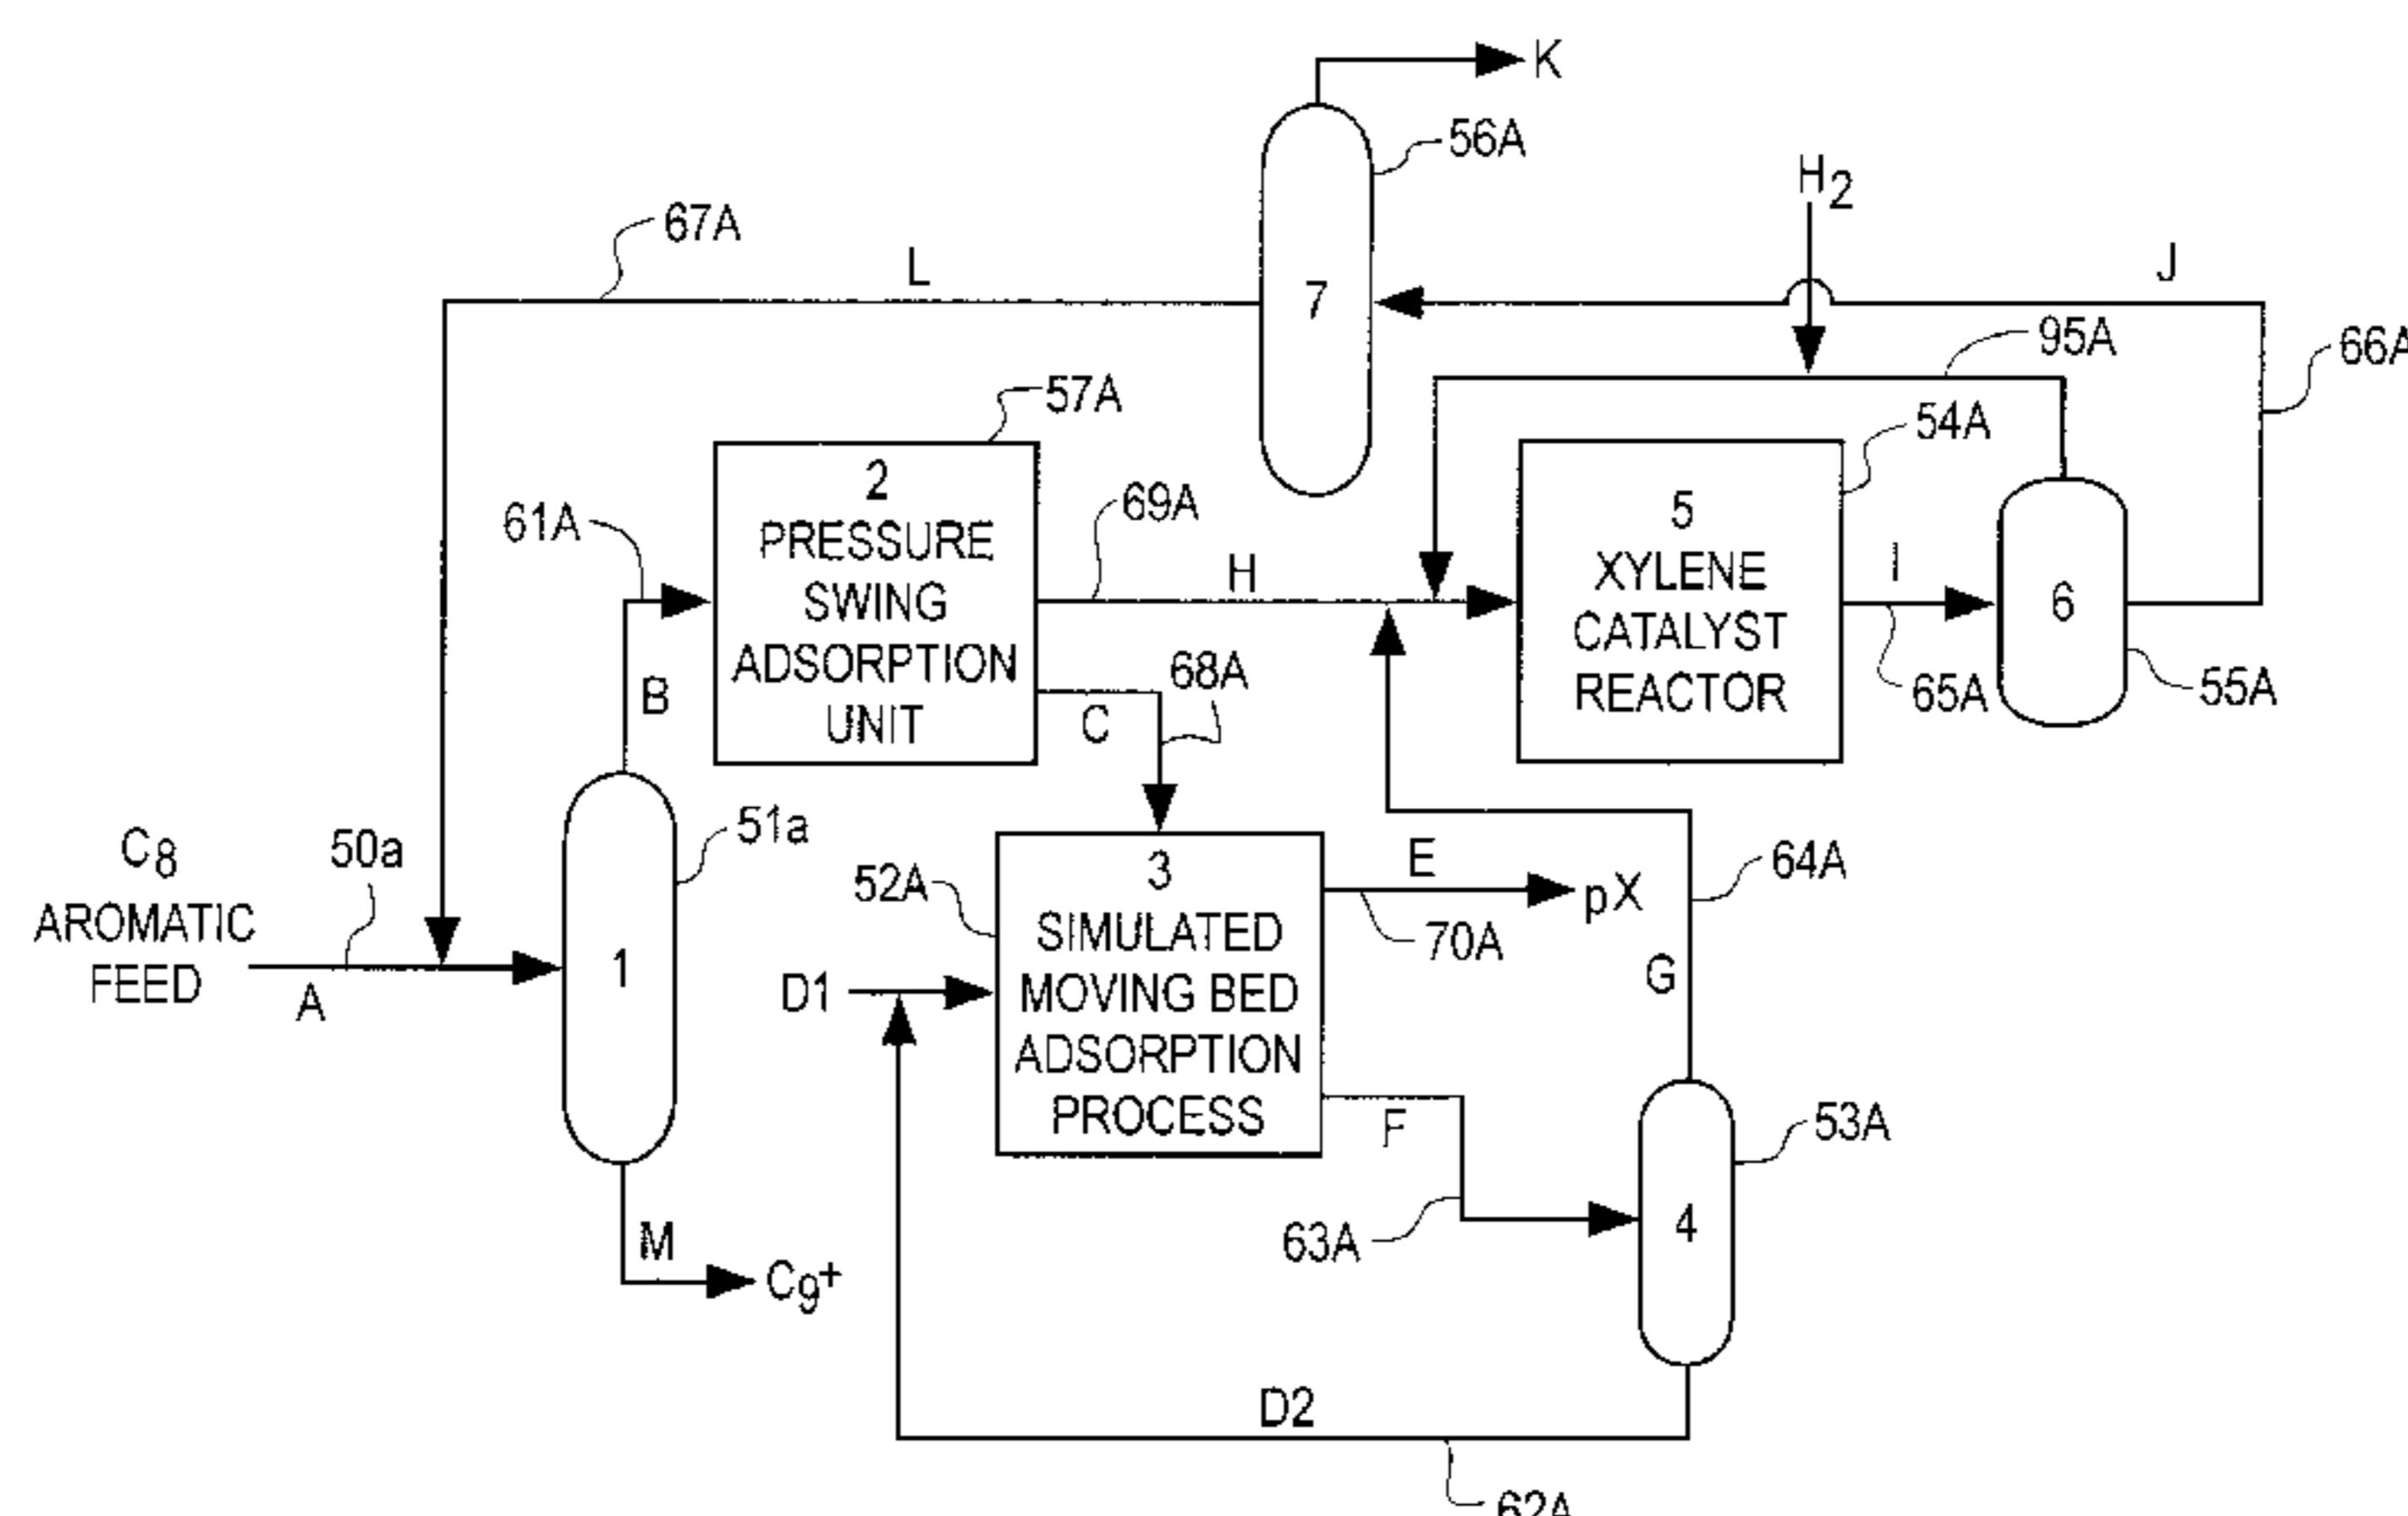 K
56A
H2
67A
L
7
J
95A
66A
57A
54A
2
PRESSURE
SWING
ADSORPTION
UNIT
61A
69A
H
5
XYLENE
CATALYST
REACTOR
I
6
B
C
68A
65A
55A
C8
AROMATIC
FEED
50a
A
51a
1
52A
3
SIMULATED
MOVING BED
ADSORPTION
PROCESS
E
pX
70A
64A
G
D1
F
53A
M
C9+
63A
4
D2
62A